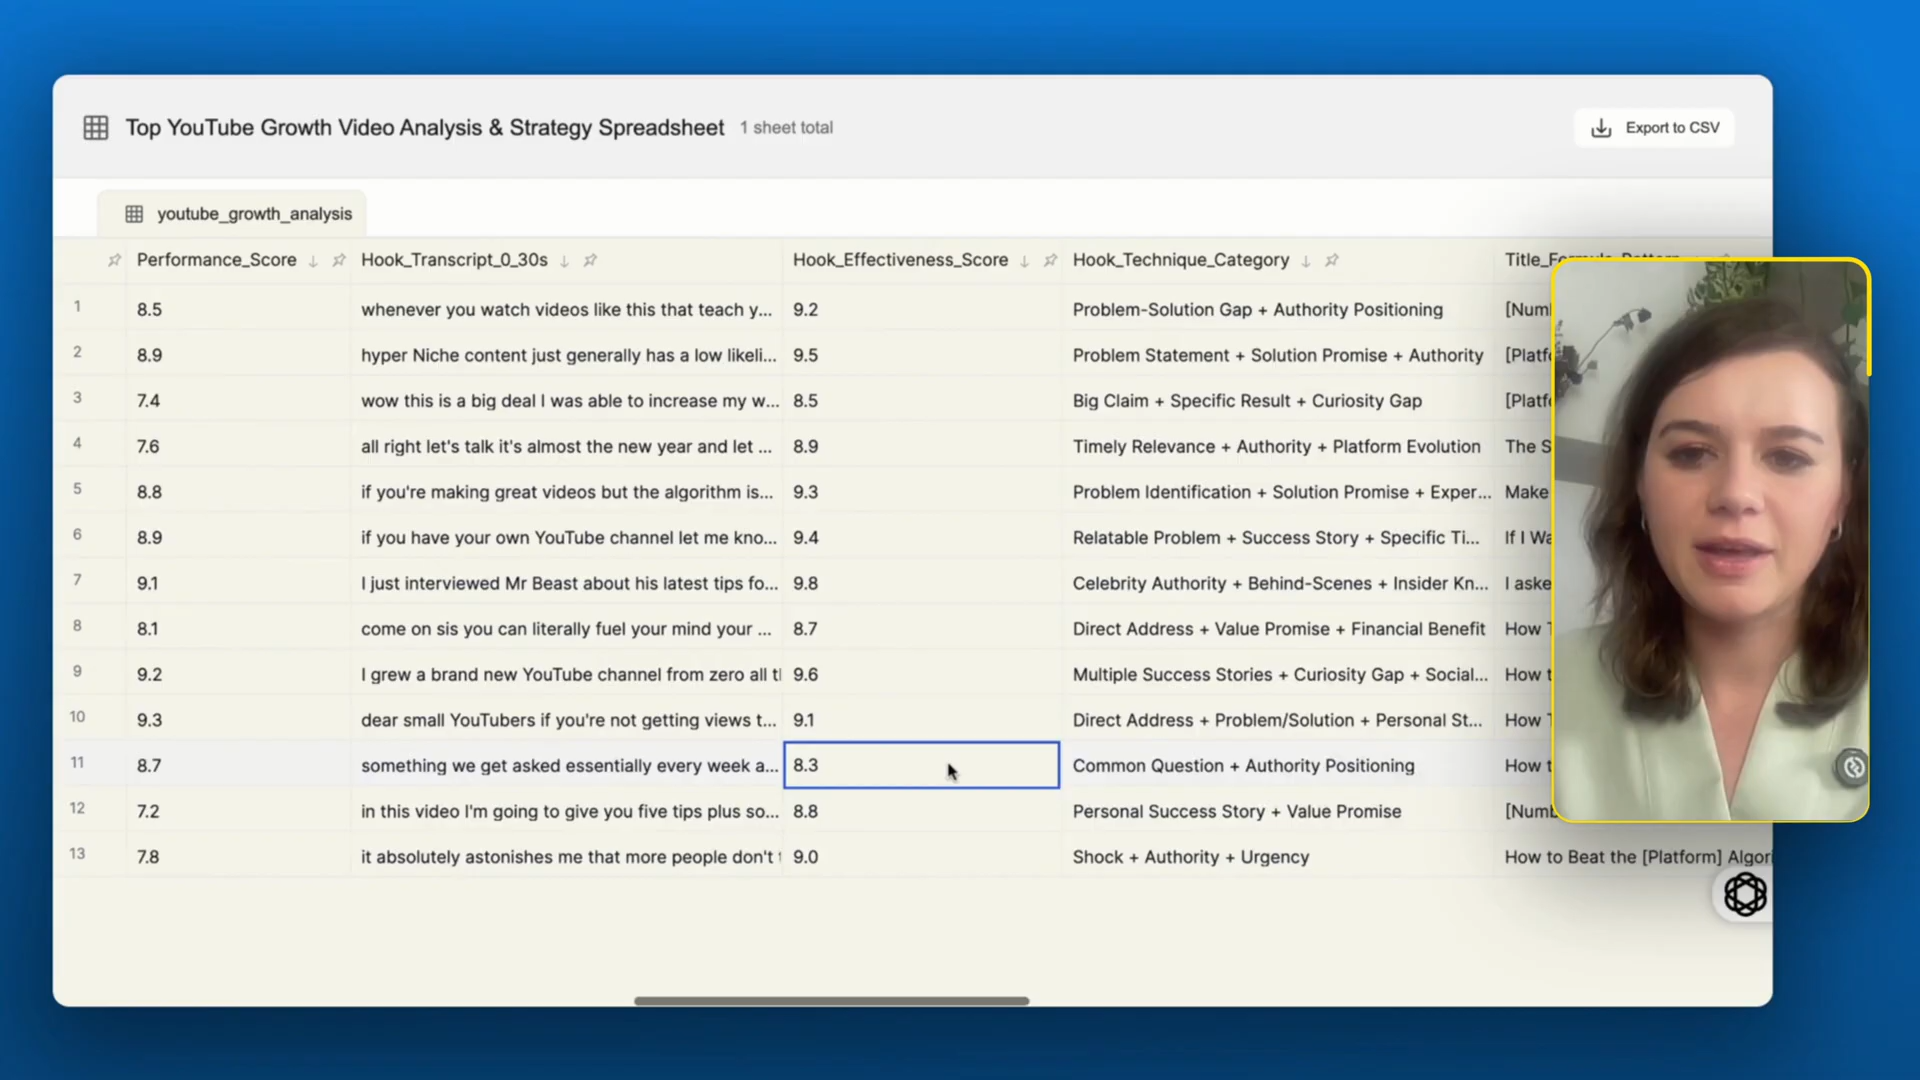 Top YouTube Growth Video Analysis & Strategy Spreadsheet 1 sheet total Export to CSV
youtube_growth_analysis
Performance_Score Hook_Transcript_0_30s Hook_Effectiveness_Score Hook_Technique_Category
1 8.5 whenever you watch videos like this that teach y... 9.2 Problem-Solution Gap + Authority Positioning
2 8.9 hyper Niche content just generally has a low likeli... 9.5 Problem Statement + Solution Promise + Authority
3 7.4 wow this is a big deal I was able to increase my w... 8.5 Big Claim + Specific Result + Curiosity Gap
4 7.6 all right let's talk it's almost the new year and let ... 8.9 Timely Relevance + Authority + Platform Evolution The S
5 8.8 if you're making great videos but the algorithm is... 9.3 Problem Identification + Solution Promise + Exper... Make
6 8.9 if you have your own YouTube channel let me kno... 9.4 Relatable Problem + Success Story + Specific Ti... If I Wa
7 9.1 I just interviewed Mr Beast about his latest tips fo... 9.8 Celebrity Authority + Behind-Scenes + Insider Kn... I aske
8 8.1 come on sis you can literally fuel your mind your ... 8.7 Direct Address + Value Promise + Financial Benefit How
9 9.2 I grew a brand new YouTube channel from zero all t 9.6 Multiple Success Stories + Curiosity Gap + Social... How t
10 9.3 dear small YouTubers if you're not getting views t... 9.1 Direct Address + Problem/Solution + Personal St... How
11 8.7 something we get asked essentially every week a... 8.3 Common Question + Authority Positioning How t
12 7.2 in this video I'm going to give you five tips plus so... 8.8 Personal Success Story + Value Promise [Numb
13 7.8 it absolutely astonishes me that more people don't 9.0 Shock + Authority + Urgency How to Beat the [Platform] Algori